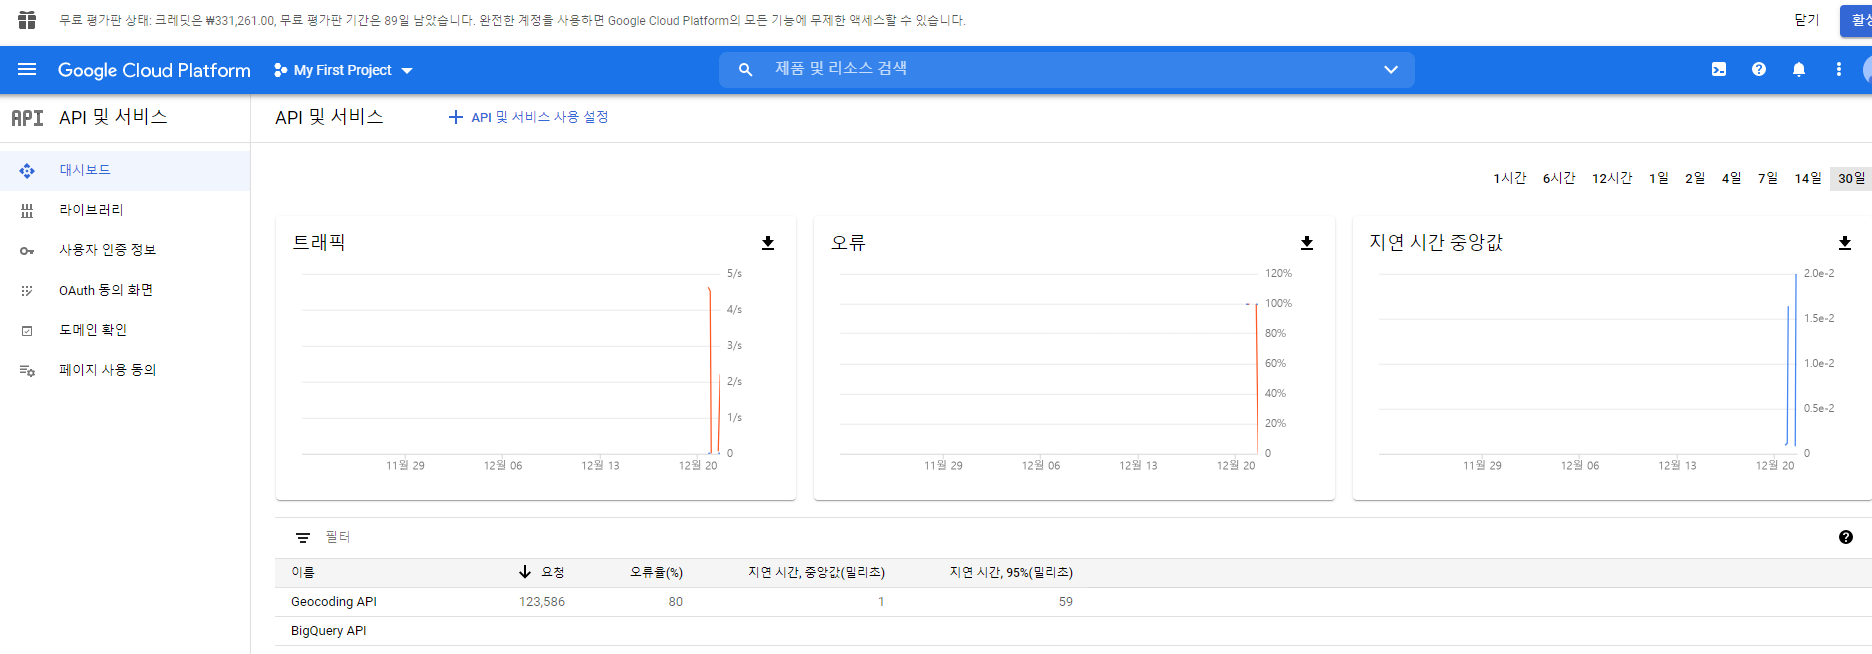 무료 평가판 상태: 크레딧은 ₩331,261.00, 무료 평가판 기간은 89일 남았습니다. 완전한 계정을 사용하면 Google Cloud Platform의 모든 기능에 무제한 액세스할 수 있습니다.
닫기
활성
Google Cloud Platform
My First Project
제품 및 리소스 검색
API API 및 서비스
API 및 서비스
API 및 서비스 사용 설정
대시보드
라이브러리
사용자 인증 정보
OAuth 동의 화면
도메인 확인
페이지 사용 동의
1시간 6시간 12시간 1일 2일 4일 7일 14일 30일
트래픽
5/s
4/s
3/s
2/s
1/s
0
11월 29 12월 06 12월 13 12월 20
오류
120%
100%
80%
60%
40%
20%
0
11월 29 12월 06 12월 13 12월 20
지연 시간 중앙값
2.0e-2
1.5e-2
1.0e-2
0.5e-2
0
11월 29 12월 06 12월 13 12월 20
필터
이름 요청 오류율(%) 지연 시간, 중앙값(밀리초) 지연 시간, 95%(밀리초)
Geocoding API 123,586 80 1 59
BigQuery API